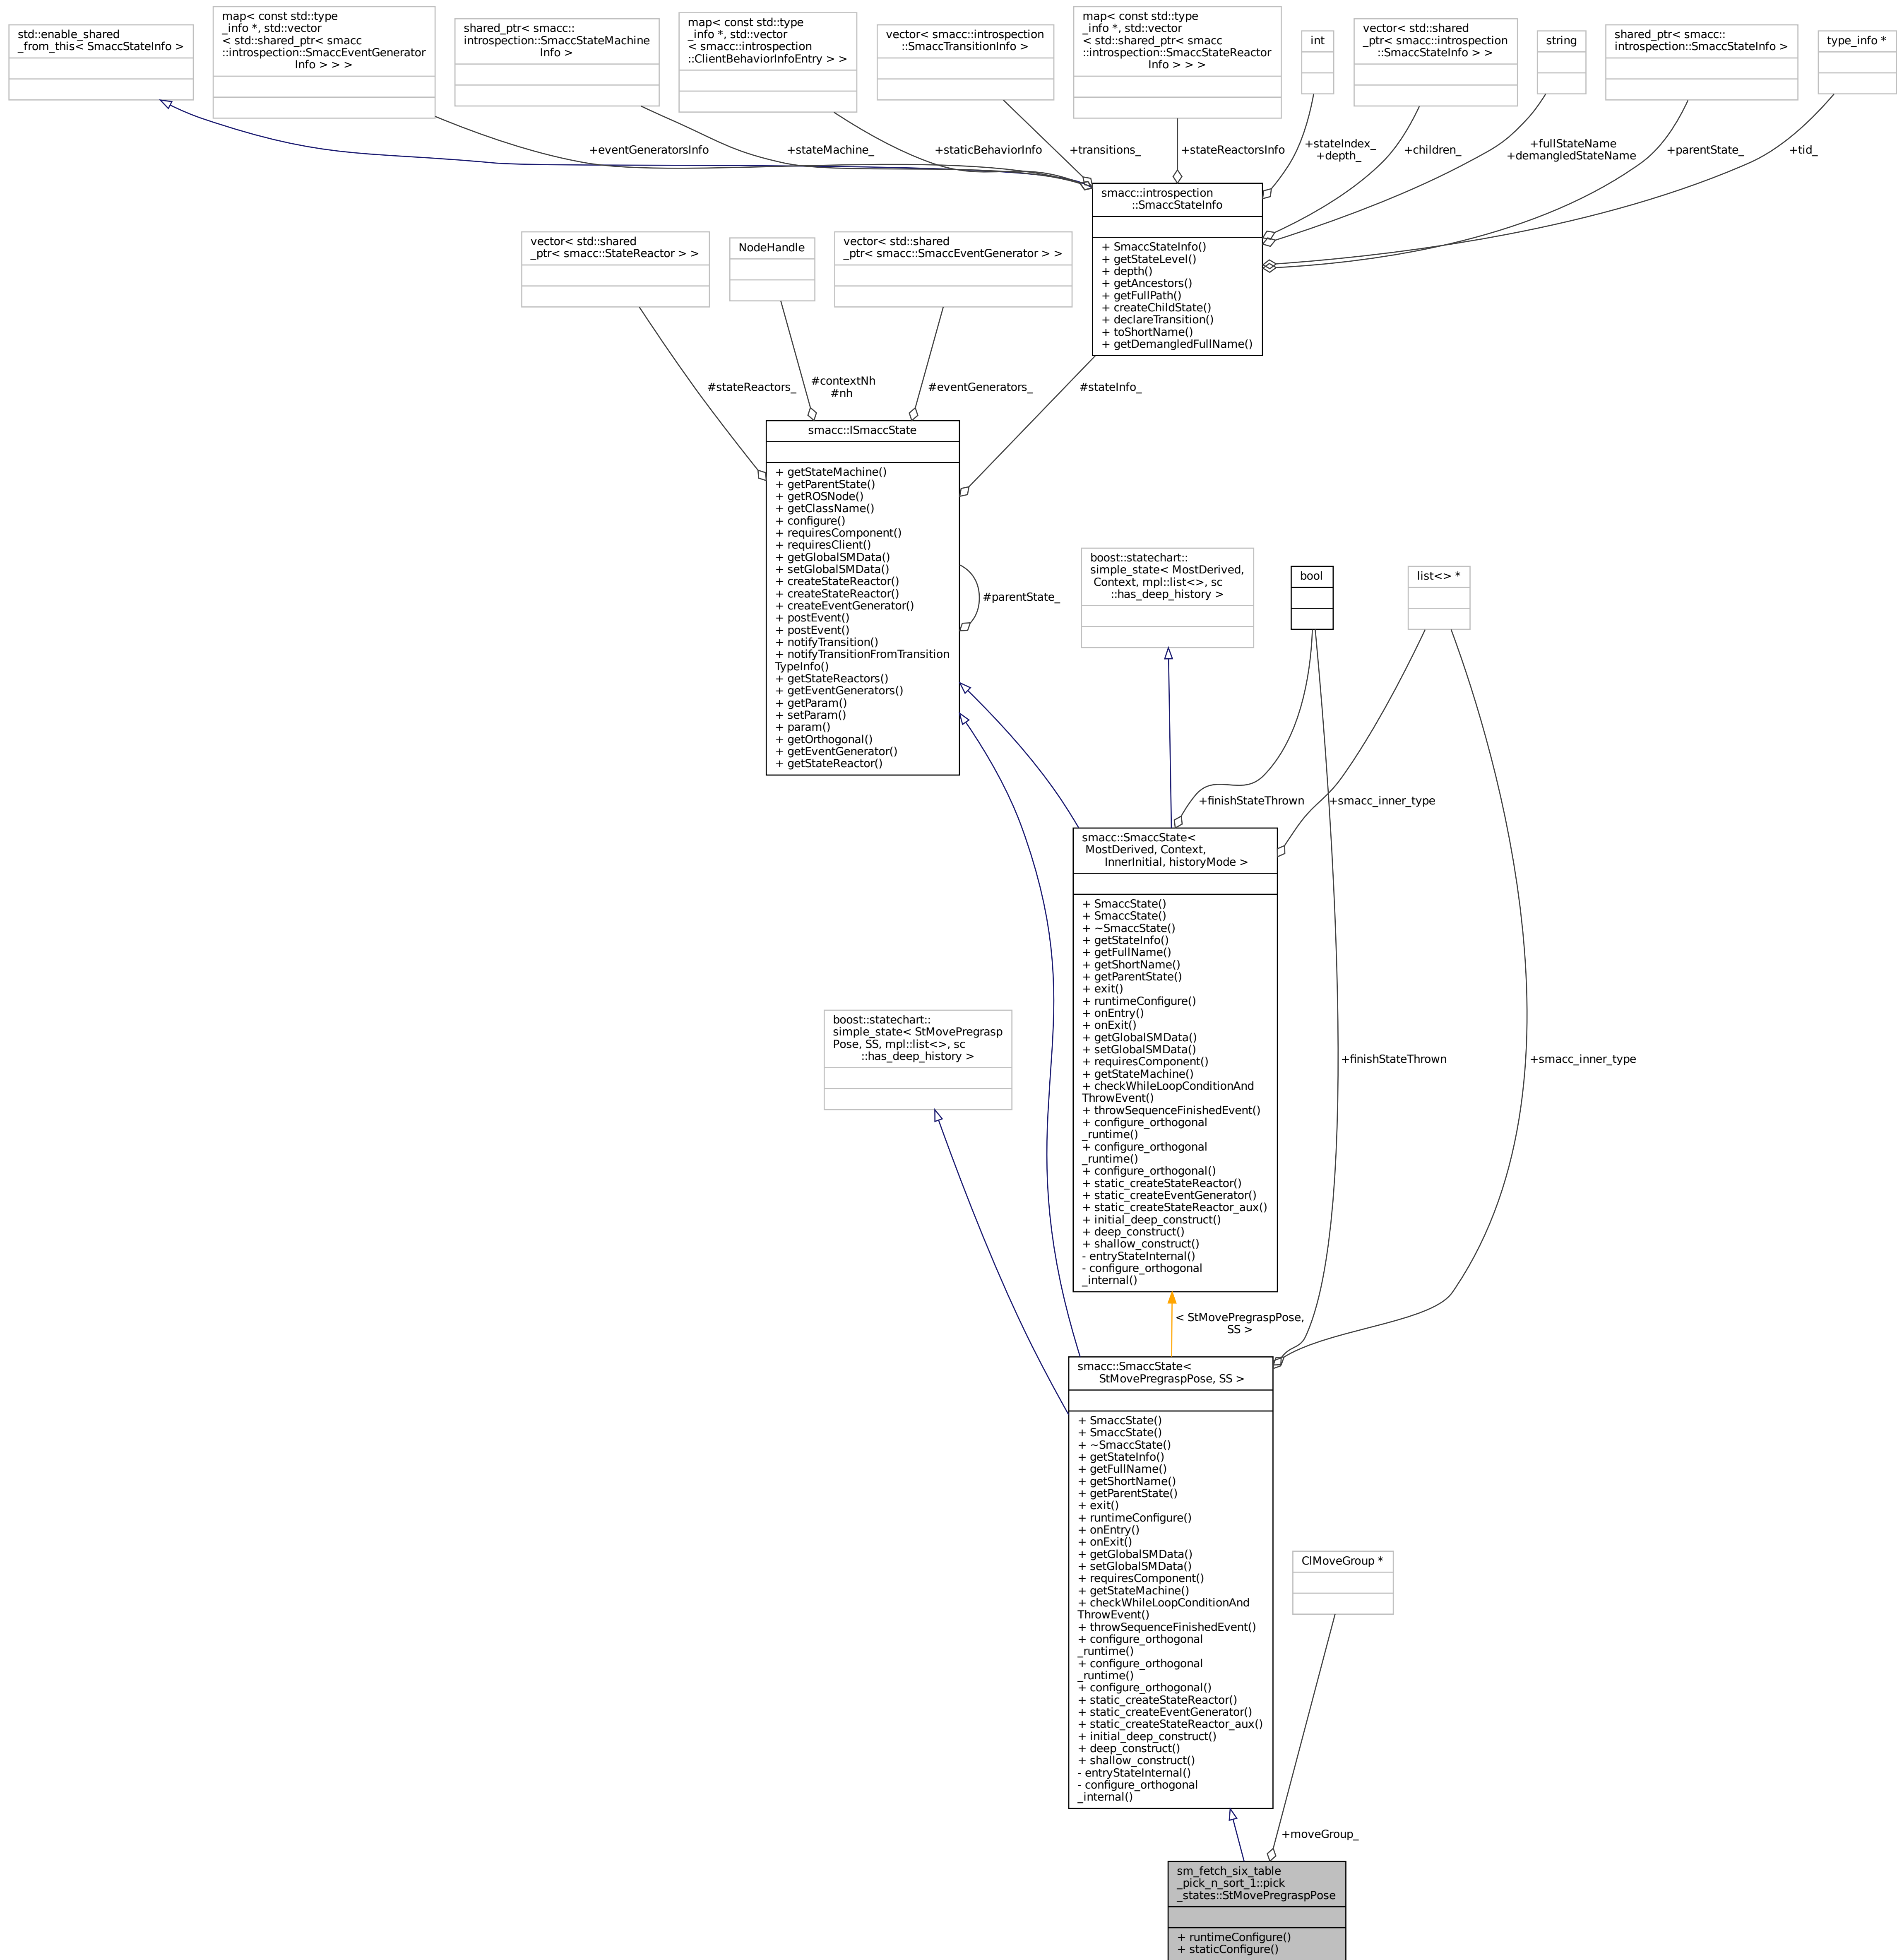 std::enable_shared
_from_this< SmaccStateInfo >
map< const std::type
_info *, std::vector
< std::shared_ptr< smacc
::introspection::SmaccEventGenerator
Info > > >
shared_ptr< smacc::
introspection::SmaccStateMachine
Info >
map< const std::type
_info *, std::vector
< smacc::introspection
::ClientBehaviorInfoEntry > >
vector< smacc::introspection
::SmaccTransitionInfo >
map< const std::type
_info *, std::vector
< std::shared_ptr< smacc
::introspection::SmaccStateReactor
Info > > >
int
vector< std::shared
_ptr< smacc::introspection
::SmaccStateInfo > >
string
shared_ptr< smacc::
introspection::SmaccStateInfo >
type_info *
+eventGeneratorsInfo
+stateMachine_
+staticBehaviorInfo
+transitions_
+stateReactorsInfo
+stateIndex_
+depth_
+children_
+fullStateName
+demangledStateName
+parentState_
+tid_
smacc::introspection
::SmaccStateInfo
+ SmaccStateInfo()
+ getStateLevel()
+ depth()
+ getAncestors()
+ getFullPath()
+ createChildState()
+ declareTransition()
+ toShortName()
+ getDemangledFullName()
vector< std::shared
_ptr< smacc::StateReactor > >
NodeHandle
vector< std::shared
_ptr< smacc::SmaccEventGenerator > >
#stateReactors_
#contextNh
#nh
#eventGenerators_
#stateInfo_
smacc::ISmaccState
+ getStateMachine()
+ getParentState()
+ getROSNode()
+ getClassName()
+ configure()
+ requiresComponent()
+ requiresClient()
+ getGlobalSMData()
+ setGlobalSMData()
+ createStateReactor()
+ createStateReactor()
+ createEventGenerator()
+ postEvent()
+ postEvent()
+ notifyTransition()
+ notifyTransitionFromTransition
TypeInfo()
+ getStateReactors()
+ getEventGenerators()
+ getParam()
+ setParam()
+ param()
+ getOrthogonal()
+ getEventGenerator()
+ getStateReactor()
#parentState_
boost::statechart::
simple_state< MostDerived,
Context, mpl::list<>, sc
::has_deep_history >
bool
list<> *
+finishStateThrown
+smacc_inner_type
smacc::SmaccState<
MostDerived, Context,
InnerInitial, historyMode >
+ SmaccState()
+ SmaccState()
+ ~SmaccState()
+ getStateInfo()
+ getFullName()
+ getShortName()
+ getParentState()
+ exit()
+ runtimeConfigure()
+ onEntry()
+ onExit()
+ getGlobalSMData()
+ setGlobalSMData()
+ requiresComponent()
+ getStateMachine()
+ checkWhileLoopConditionAnd
ThrowEvent()
+ throwSequenceFinishedEvent()
+ configure_orthogonal
_runtime()
+ configure_orthogonal
_runtime()
+ configure_orthogonal()
+ static_createStateReactor()
+ static_createEventGenerator()
+ static_createStateReactor_aux()
+ initial_deep_construct()
+ deep_construct()
+ shallow_construct()
- entryStateInternal()
- configure_orthogonal
_internal()
boost::statechart::
simple_state< StMovePregrasp
Pose, SS, mpl::list<>, sc
::has_deep_history >
+finishStateThrown
+smacc_inner_type
< StMovePregraspPose,
SS >
smacc::SmaccState<
StMovePregraspPose, SS >
+ SmaccState()
+ SmaccState()
+ ~SmaccState()
+ getStateInfo()
+ getFullName()
+ getShortName()
+ getParentState()
+ exit()
+ runtimeConfigure()
+ onEntry()
+ onExit()
+ getGlobalSMData()
+ setGlobalSMData()
+ requiresComponent()
+ getStateMachine()
+ checkWhileLoopConditionAnd
ThrowEvent()
+ throwSequenceFinishedEvent()
+ configure_orthogonal
_runtime()
+ configure_orthogonal
_runtime()
+ configure_orthogonal()
+ static_createStateReactor()
+ static_createEventGenerator()
+ static_createStateReactor_aux()
+ initial_deep_construct()
+ deep_construct()
+ shallow_construct()
- entryStateInternal()
- configure_orthogonal
_internal()
ClMoveGroup *
+moveGroup_
sm_fetch_six_table
_pick_n_sort_1::pick
_states::StMovePregraspPose
+ runtimeConfigure()
+ staticConfigure()